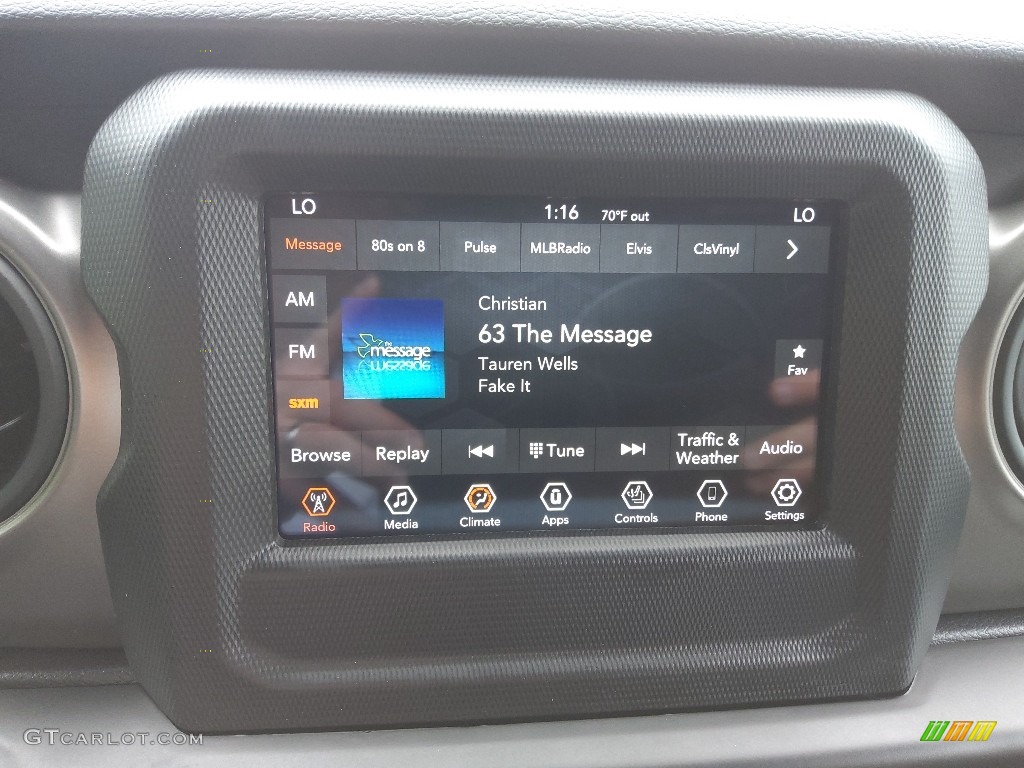 LO 1:16 70°F out LO
Message 80s on 8 Pulse MLBRadio Elvis ClsVinyl
AM
FM
sxm
the message
Christian
63 The Message
Tauren Wells
Fake It
Fav
Browse Replay Tune Traffic & Weather Audio
Radio Media Climate Apps Controls Phone Settings
GTCARLOT.COM